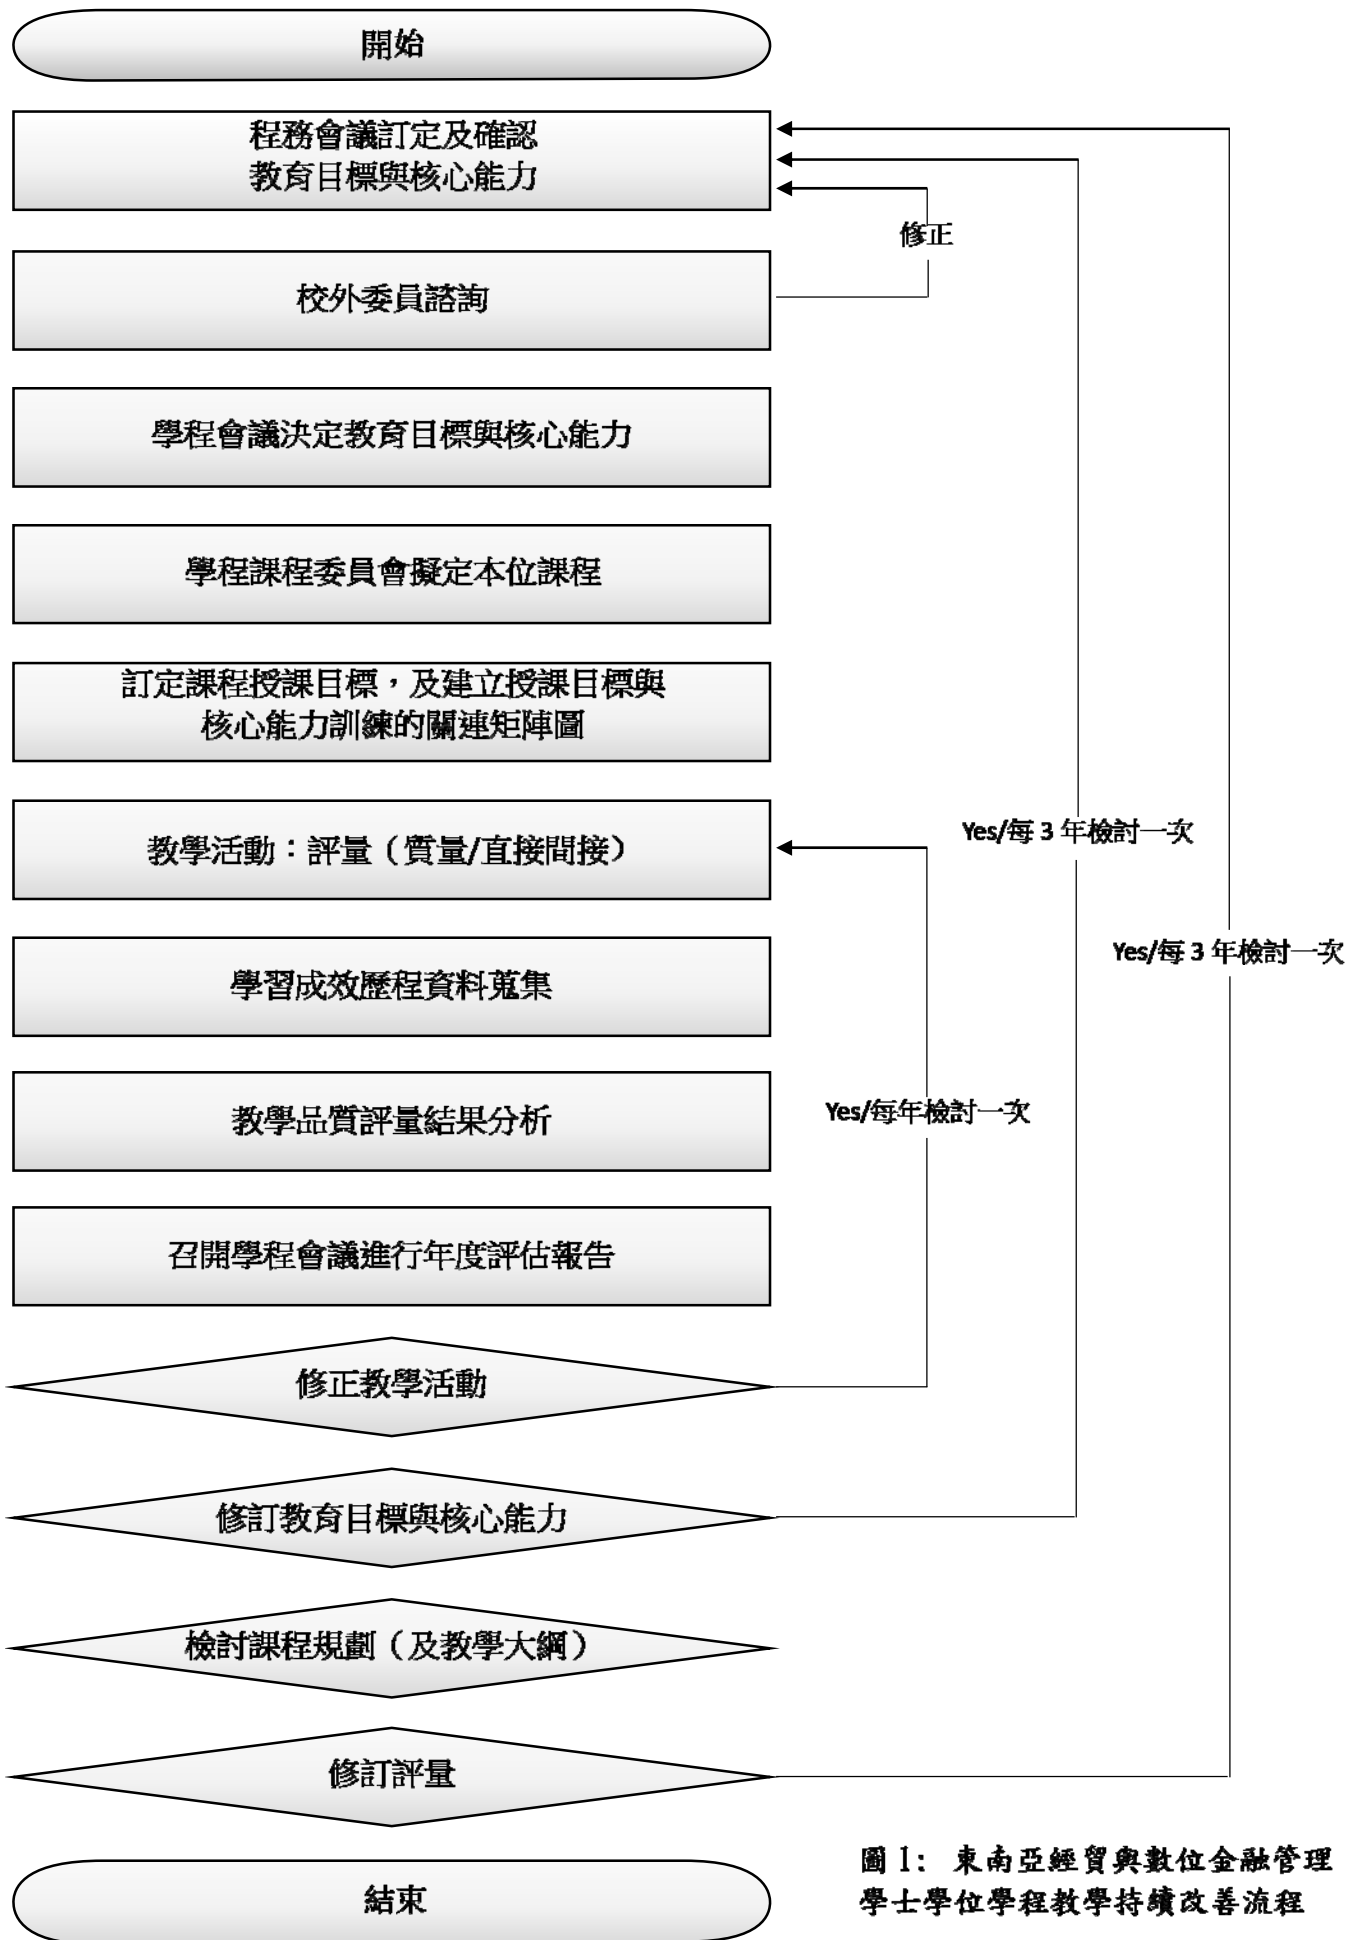 開始
程務會議訂定及確認
教育目標與核心能力
修正
校外委員諮詢
學程會議決定教育目標與核心能力
學程課程委員會擬定本位課程
訂定課程授課目標，及建立授課目標與
核心能力訓練的關連矩陣圖
Yes/每 3 年檢討一次
教學活動：評量（質量/直接間接）
Yes/每 3 年檢討一次
學習成效歷程資料蒐集
教學品質評量結果分析
Yes/每年檢討一次
召開學程會議進行年度評估報告
修正教學活動
修訂教育目標與核心能力
檢討課程規劃（及教學大綱）
修訂評量
圖 1: 東南亞經貿與數位金融管理
學士學位學程教學持續改善流程
結束